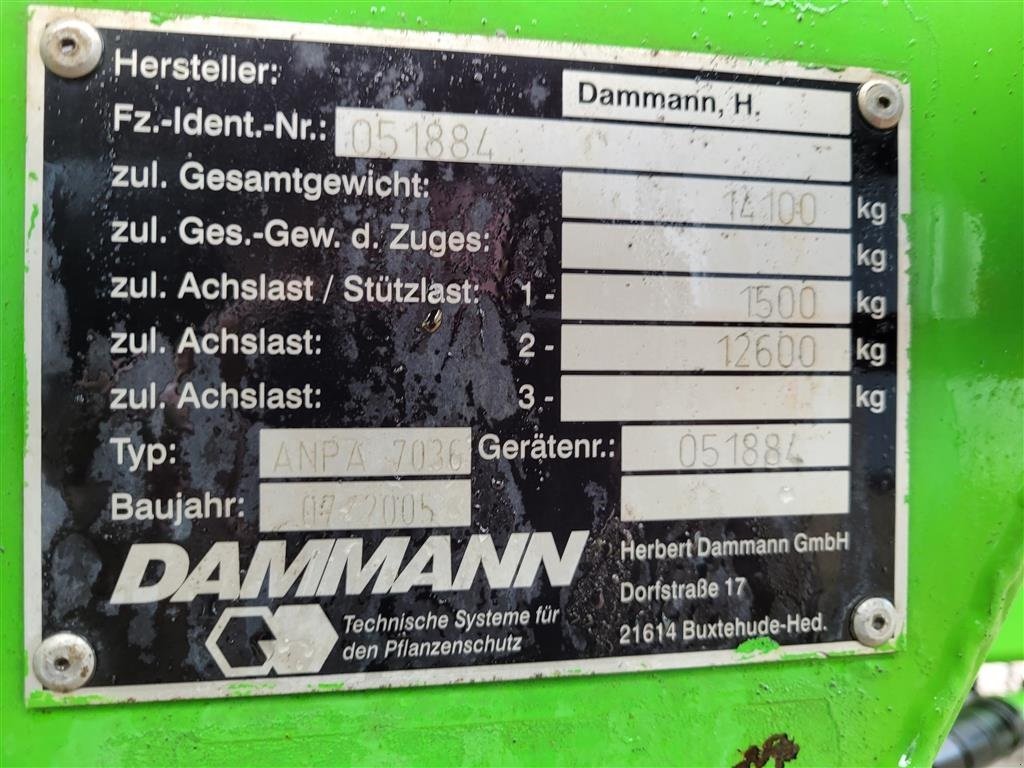 Hersteller: Dammann, H.
Fz.-Ident.-Nr.: 051884
zul. Gesamtgewicht: 14100 kg
zul. Ges.-Gew. d. Zuges: kg
zul. Achslast / Stützlast: 1 - 1500 kg
zul. Achslast: 2 - 12600 kg
zul. Achslast: 3 - kg
Typ: ANPA 7036 Gerätenr.: 051884
Baujahr: 2005
DAMMANN
Technische Systeme für
den Pflanzenschutz
Herbert Dammann GmbH
Dorfstraße 17
21614 Buxtehude-Hed.